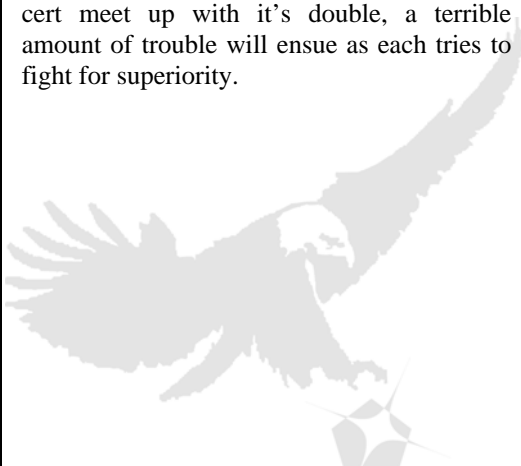 cert meet up with it’s double, a terrible
amount of trouble will ensue as each tries to
fight for superiority.